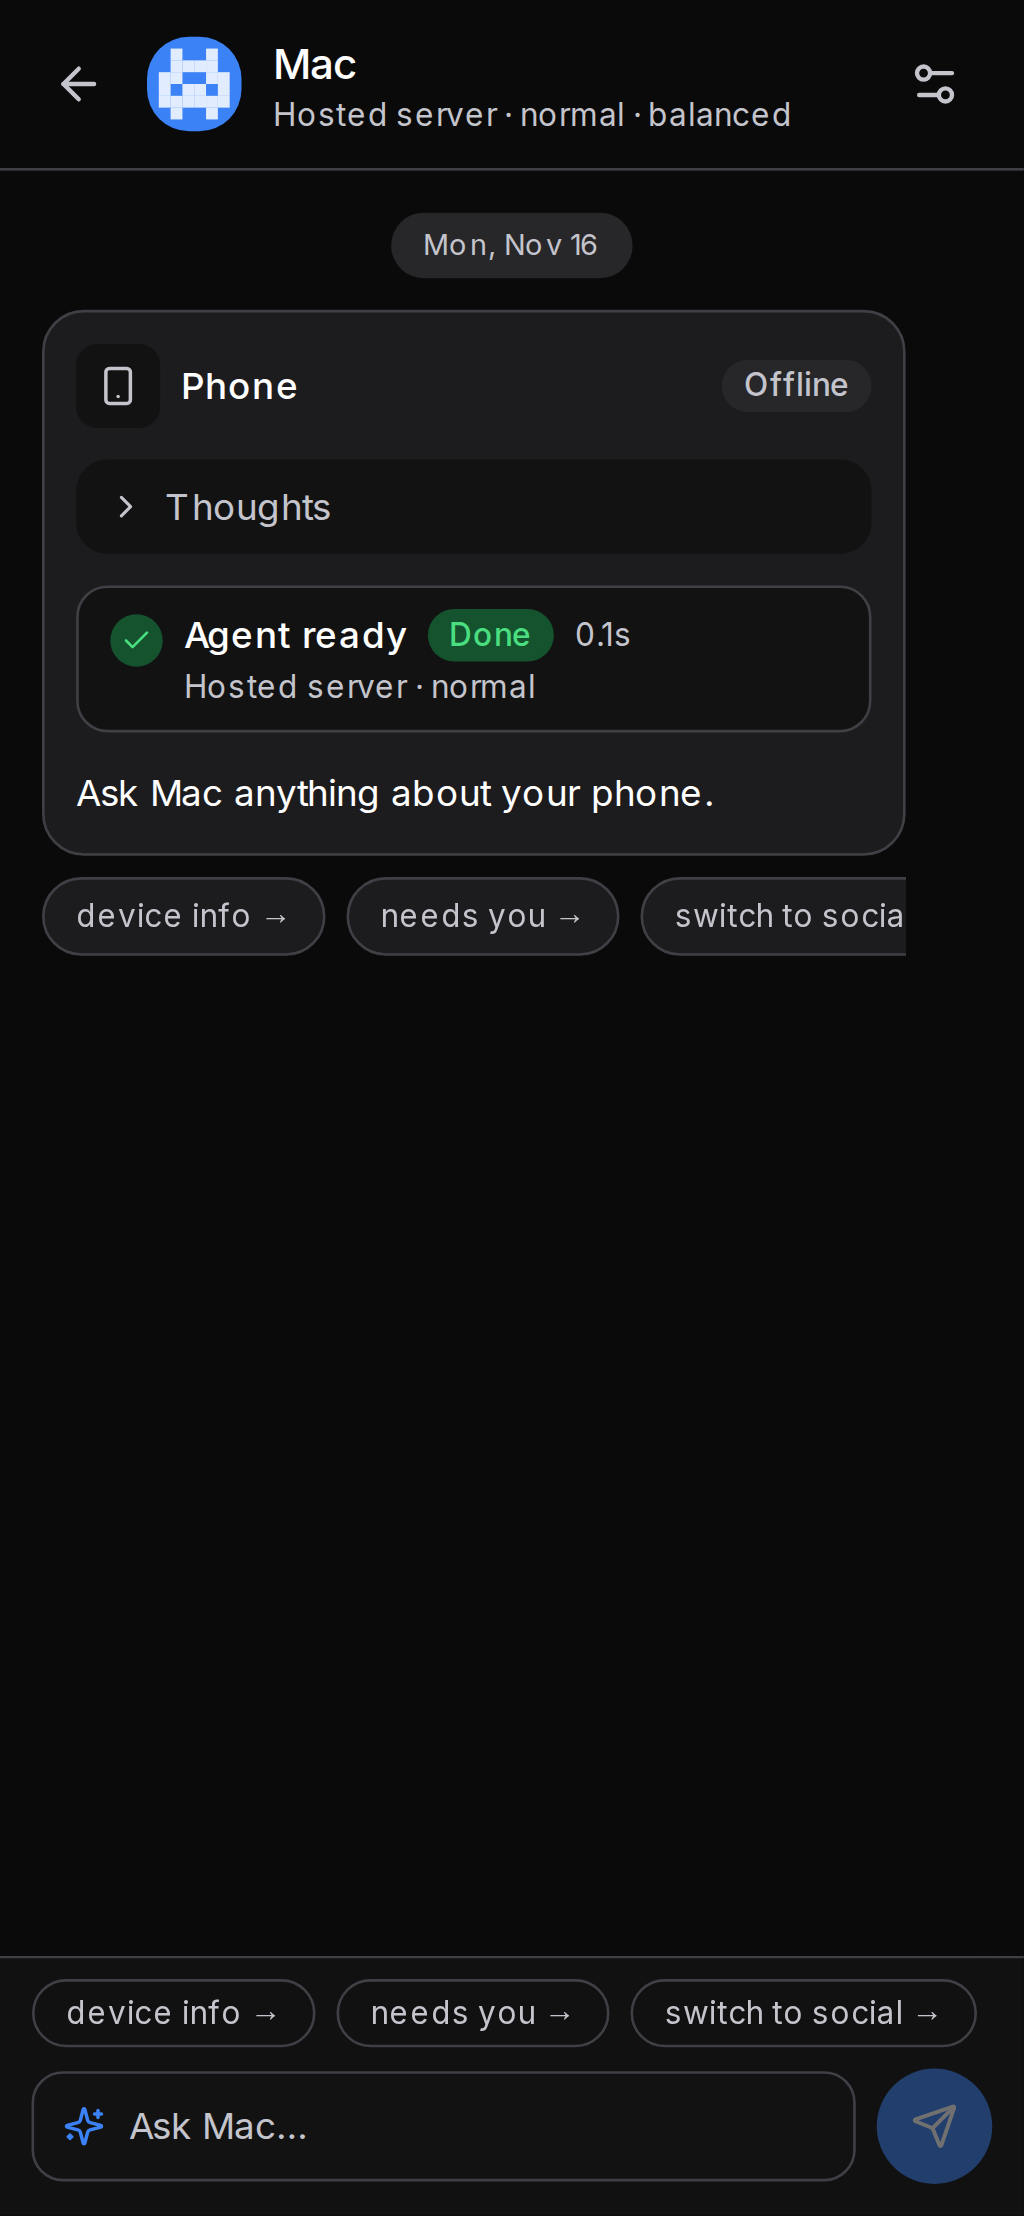 Mac
Hosted server · normal · balanced
Mon, Nov 16
Phone
Offline
Thoughts
Agent ready Done 0.1s
Hosted server · normal
Ask Mac anything about your phone.
device info → needs you → switch to socia
device info → needs you → switch to social →
Ask Mac...